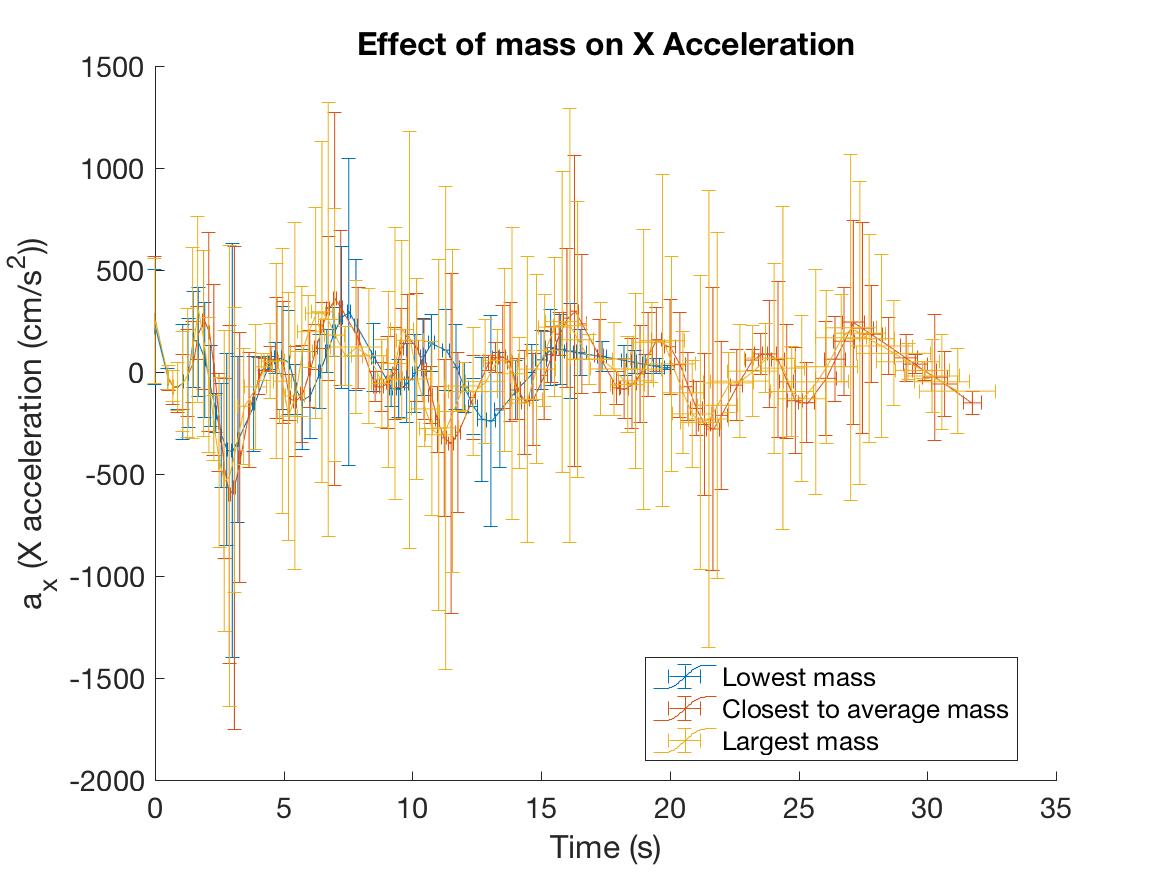 Effect of mass on X Acceleration
1500
1000
500
0
-500
-1000
-1500
-2000
a_x (X acceleration (cm/s^2))
0 5 10 15 20 25 30 35
Time (s)
Lowest mass
Closest to average mass
Largest mass